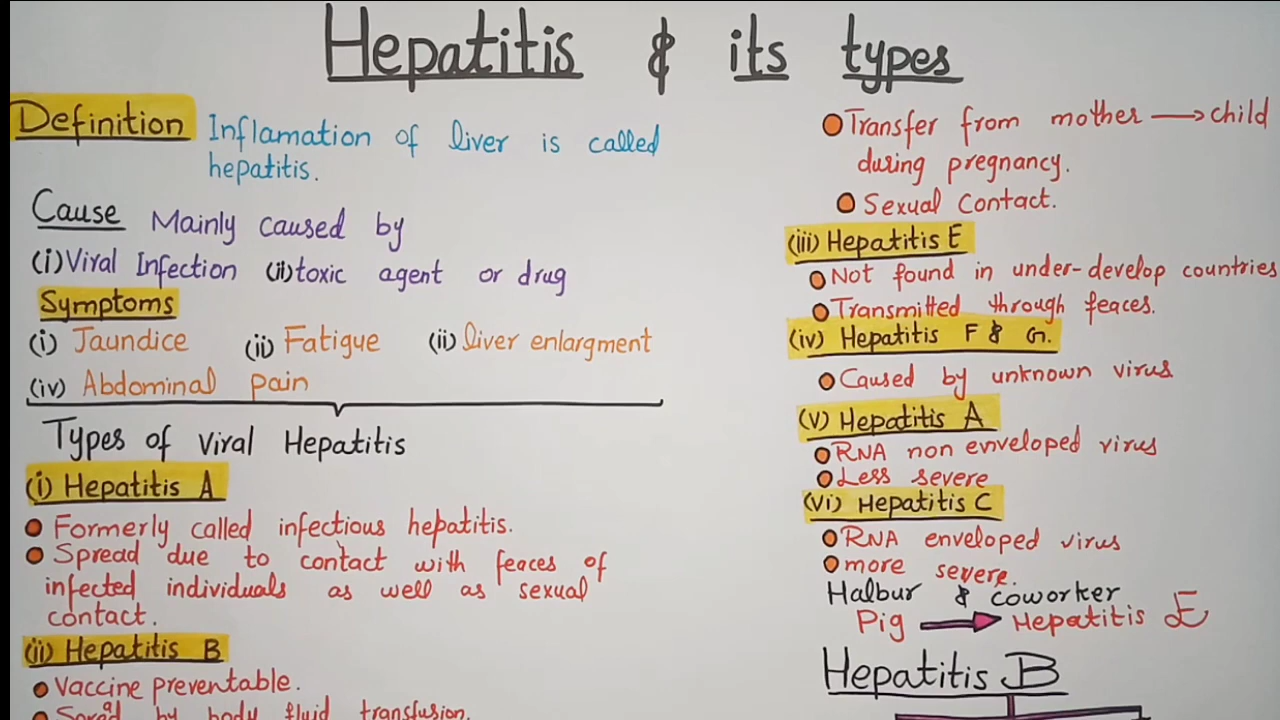 Hepatitis & its types
Definition Inflamation of liver is called
hepatitis.
Cause Mainly caused by
(i) Viral Infection (ii) toxic agent or drug
Symptoms
(i) Jaundice (ii) Fatigue (ii) liver enlargment
(iv) Abdominal pain
Types of Viral Hepatitis
(i) Hepatitis A
Formerly called infectious hepatitis.
Spread due to contact with feaces of
infected individuals as well as sexual
contact.
(ii) Hepatitis B
Vaccine preventable.
by body fluid transfusion.
Transfer from mother → child
during pregnancy.
Sexual Contact.
(iii) Hepatitis E
Not found in under-develop countries
Transmitted through feaces.
(iv) Hepatitis F & G.
Caused by unknown virus
(v) Hepatitis A
RNA non enveloped virus
Less severe
(vi) Hepatitis C
RNA enveloped virus
more severe.
Halbur & coworker
Pig → Hepatitis E
Hepatitis B